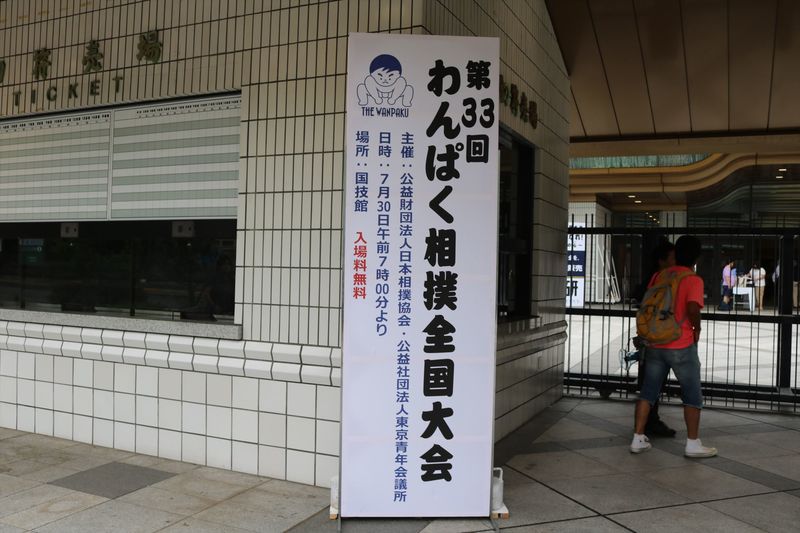 売場
TICKET
THE WANPAKU
第33回
わんぱく相撲全国大会
主催:公益財団法人日本相撲協会・公益社団法人東京青年会議所
日時:7月30日午前7時00分より
場所:国技館 入場料無料